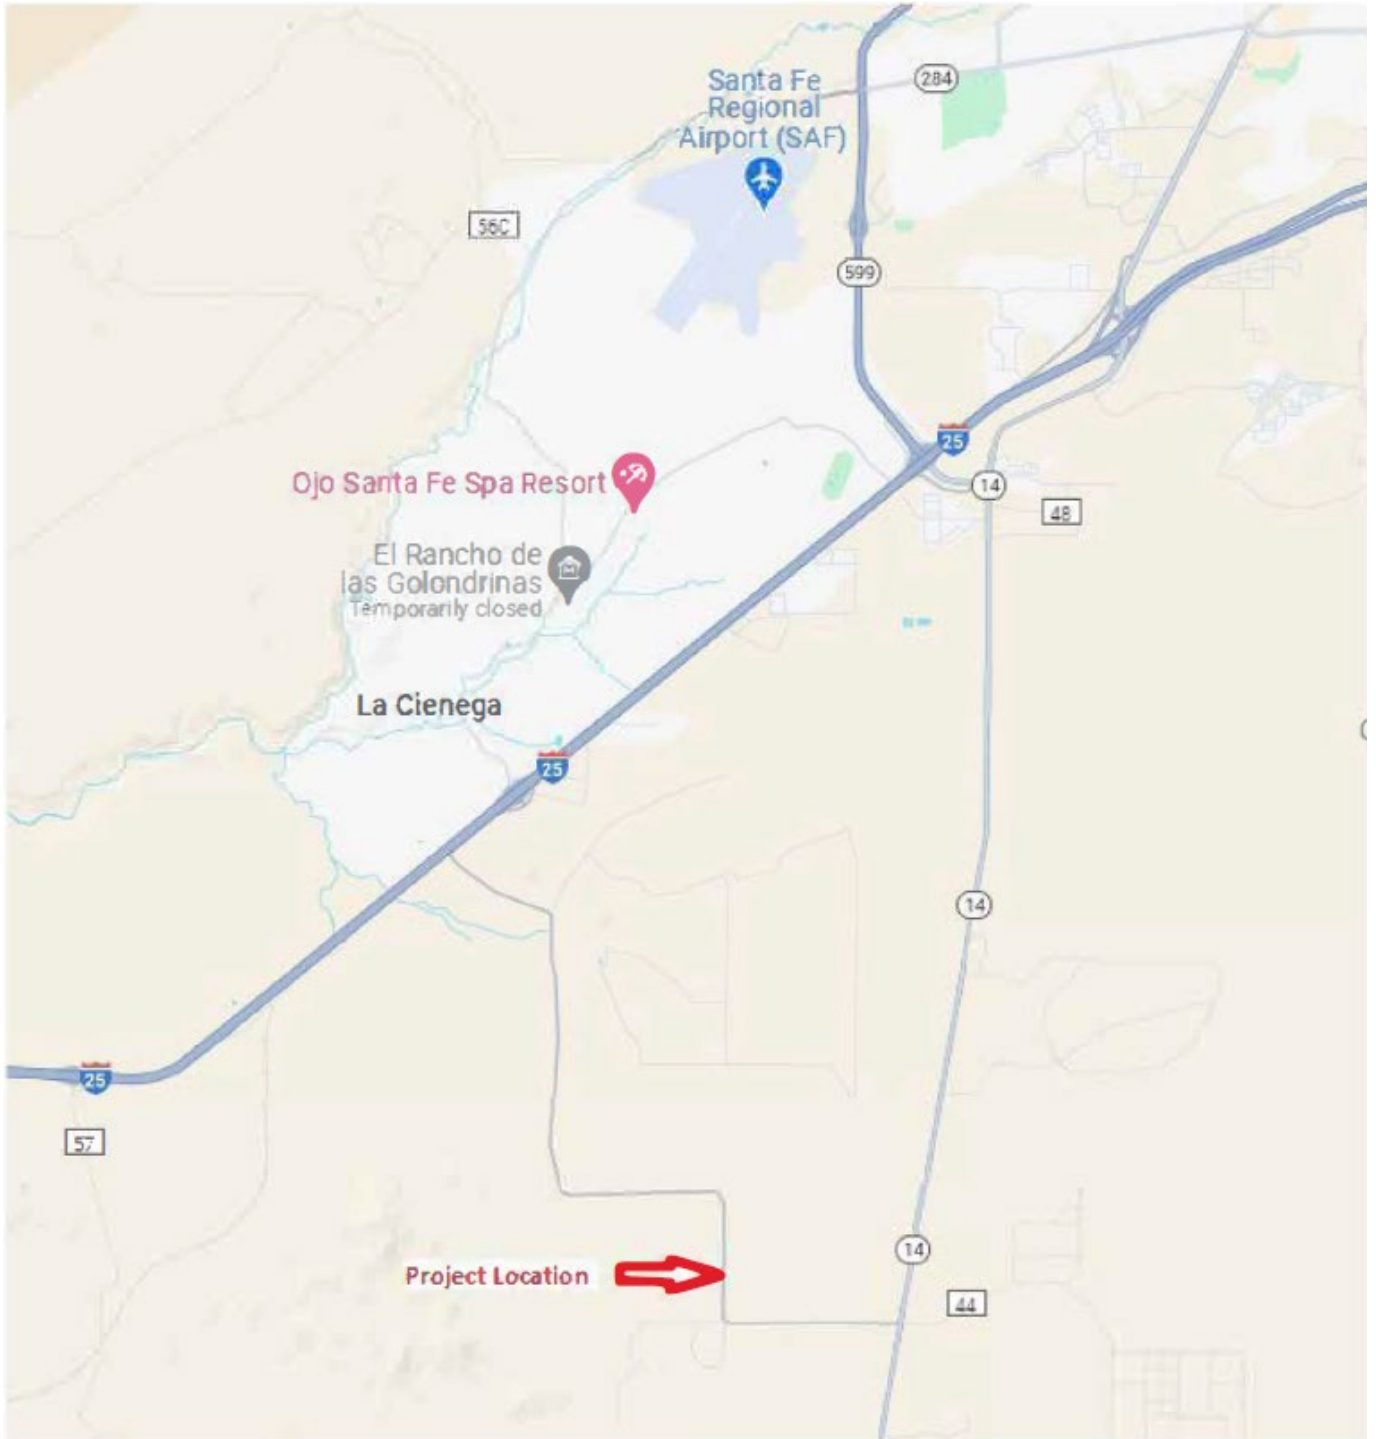 284
Santa Fe
Regional
Airport (SAF)
56C
599
25
Ojo Santa Fe Spa Resort
14
48
El Rancho de
las Golondrinas
Temporarily closed
La Cienega
25
14
25
57
14
Project Location
44